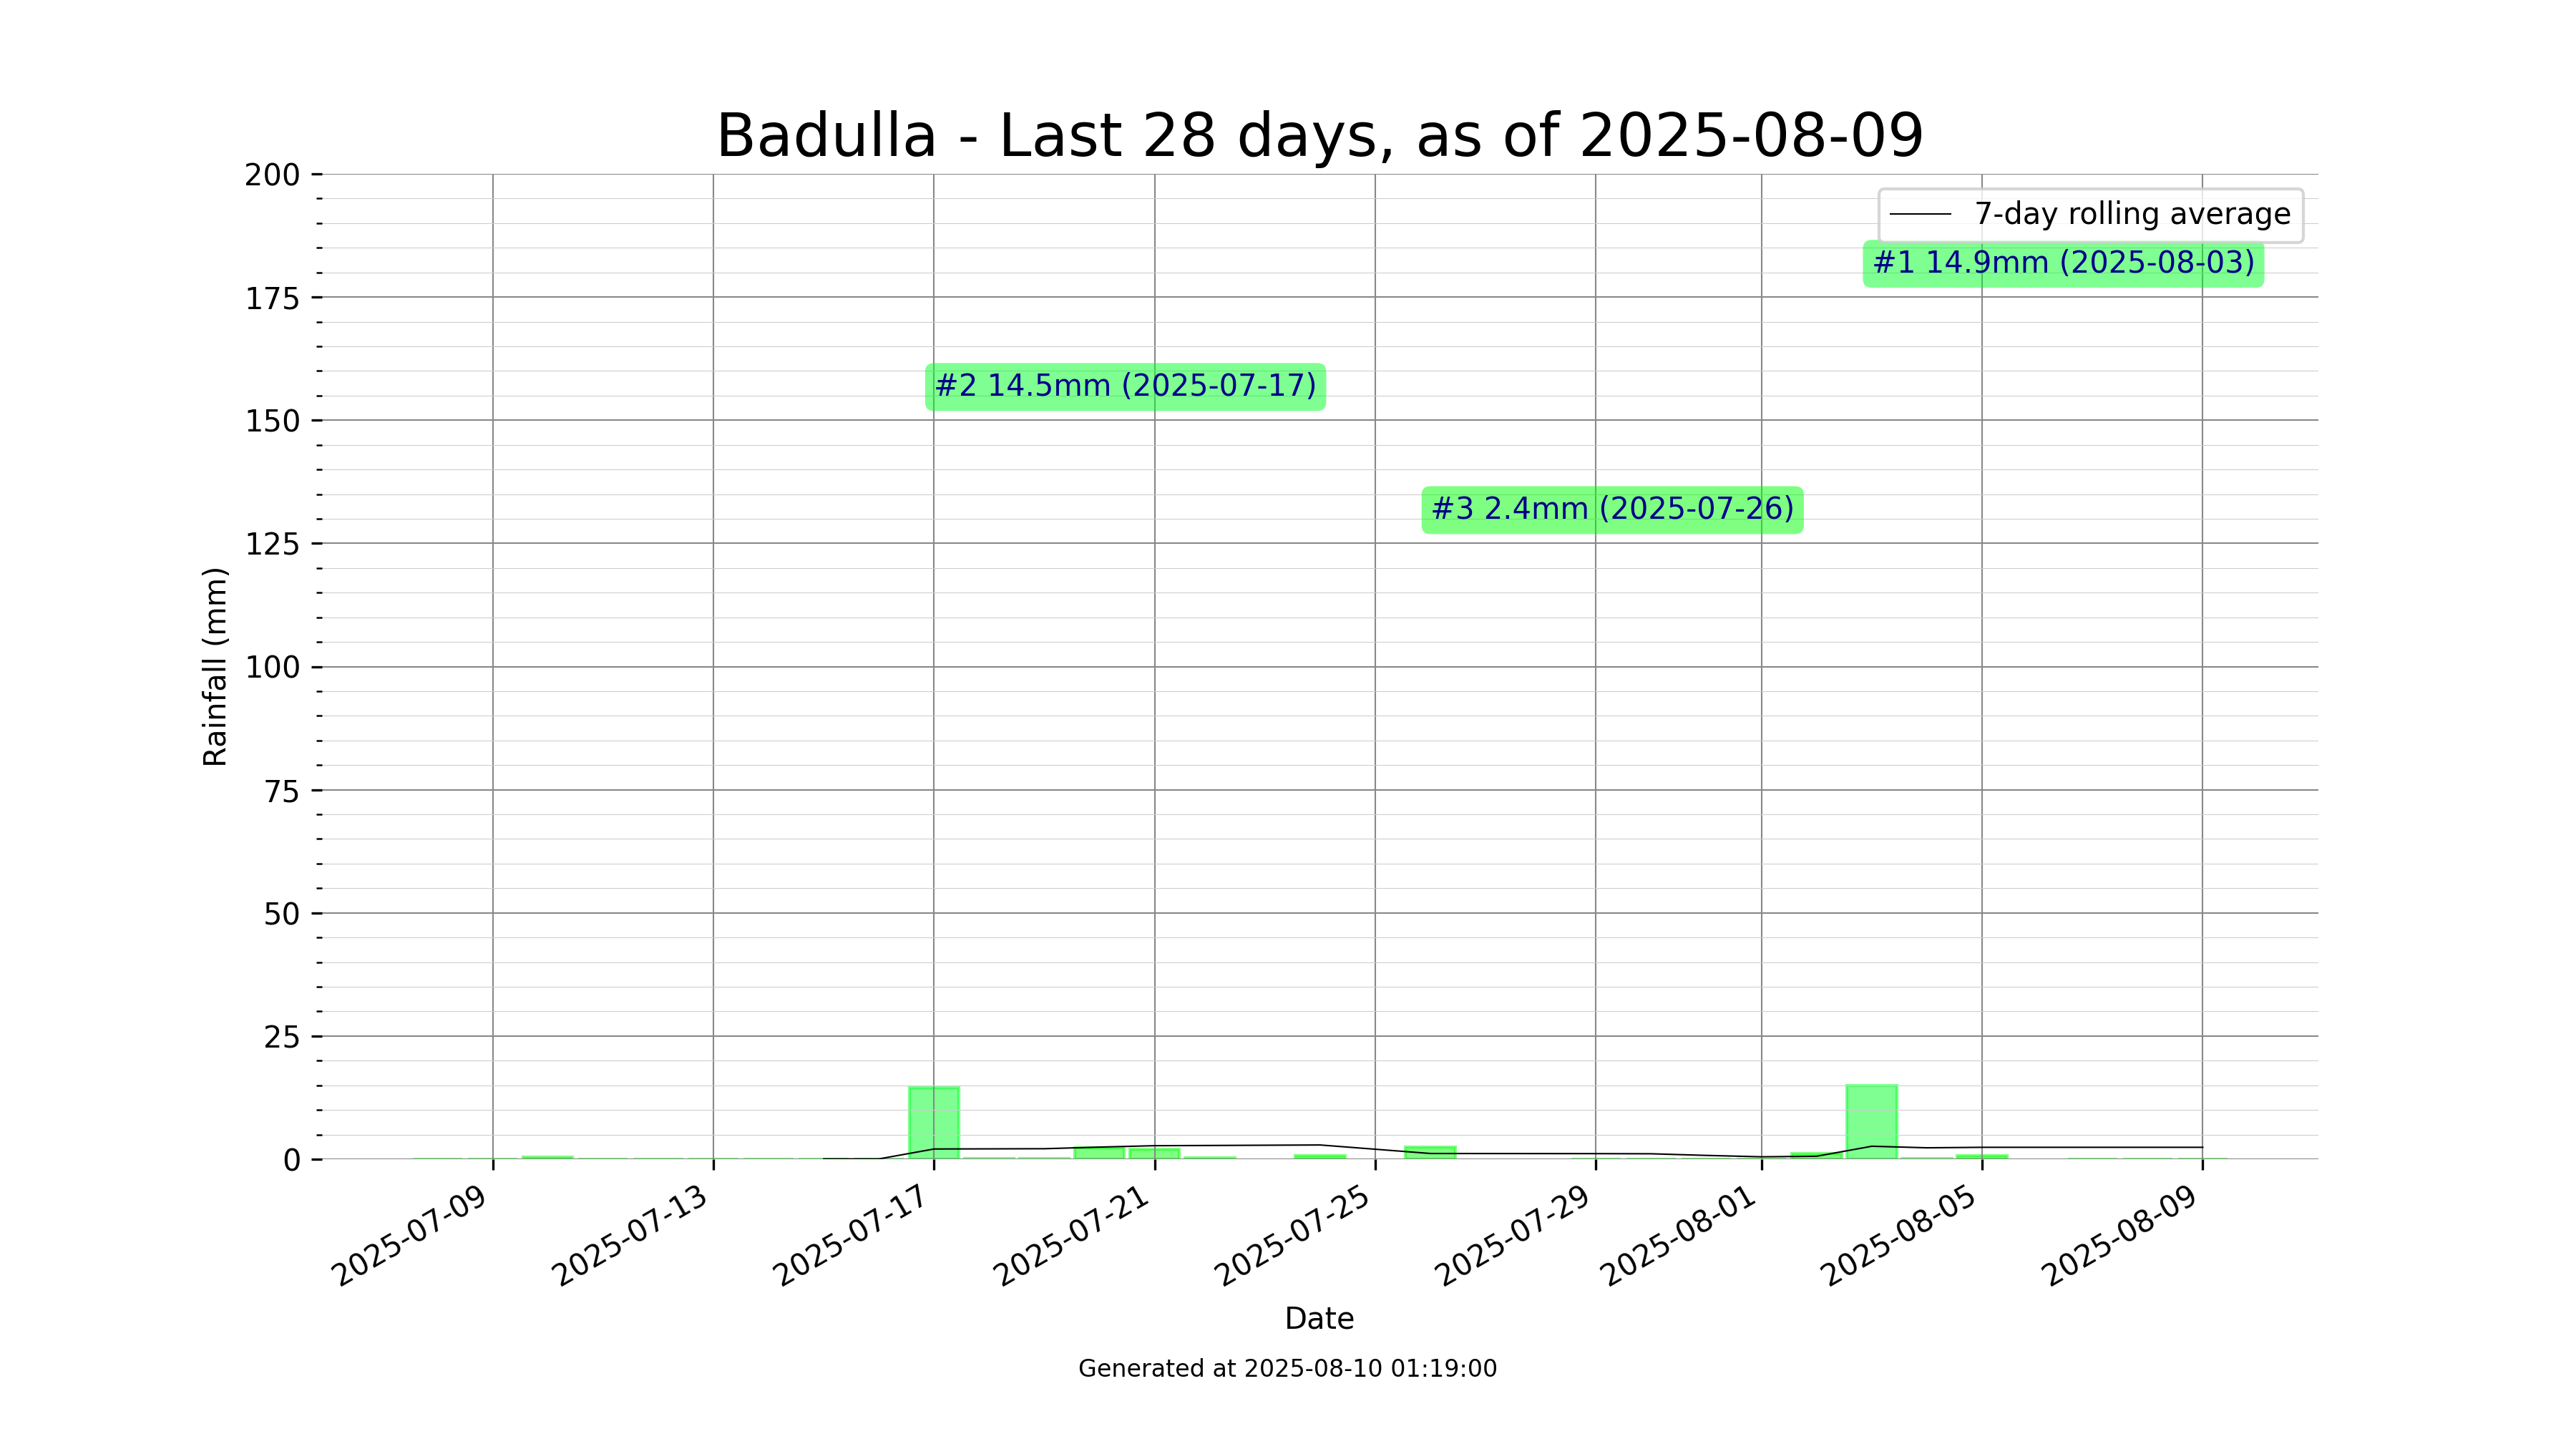 Badulla - Last 28 days, as of 2025-08-09
200
175
150
125
100
75
50
25
0
Rainfall (mm)
7-day rolling average
#1 14.9mm (2025-08-03)
#2 14.5mm (2025-07-17)
#3 2.4mm (2025-07-26)
2025-07-09
2025-07-13
2025-07-17
2025-07-21
2025-07-25
2025-07-29
2025-08-01
2025-08-05
2025-08-09
Date
Generated at 2025-08-10 01:19:00